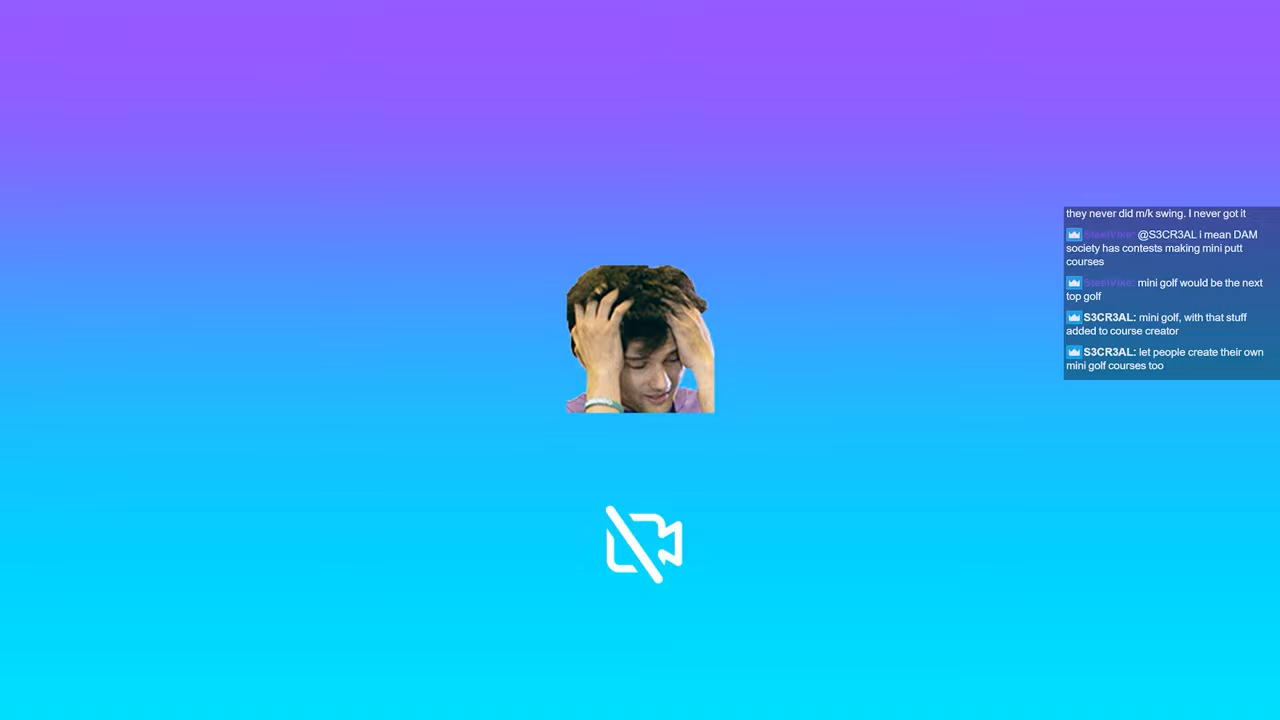 they never did m/k swing. I never got it
SteelVike: @S3CR3AL i mean DAM
society has contests making mini putt
courses
SteelVike: mini golf would be the next
top golf
S3CR3AL: mini golf, with that stuff
added to course creator
S3CR3AL: let people create their own
mini golf courses too